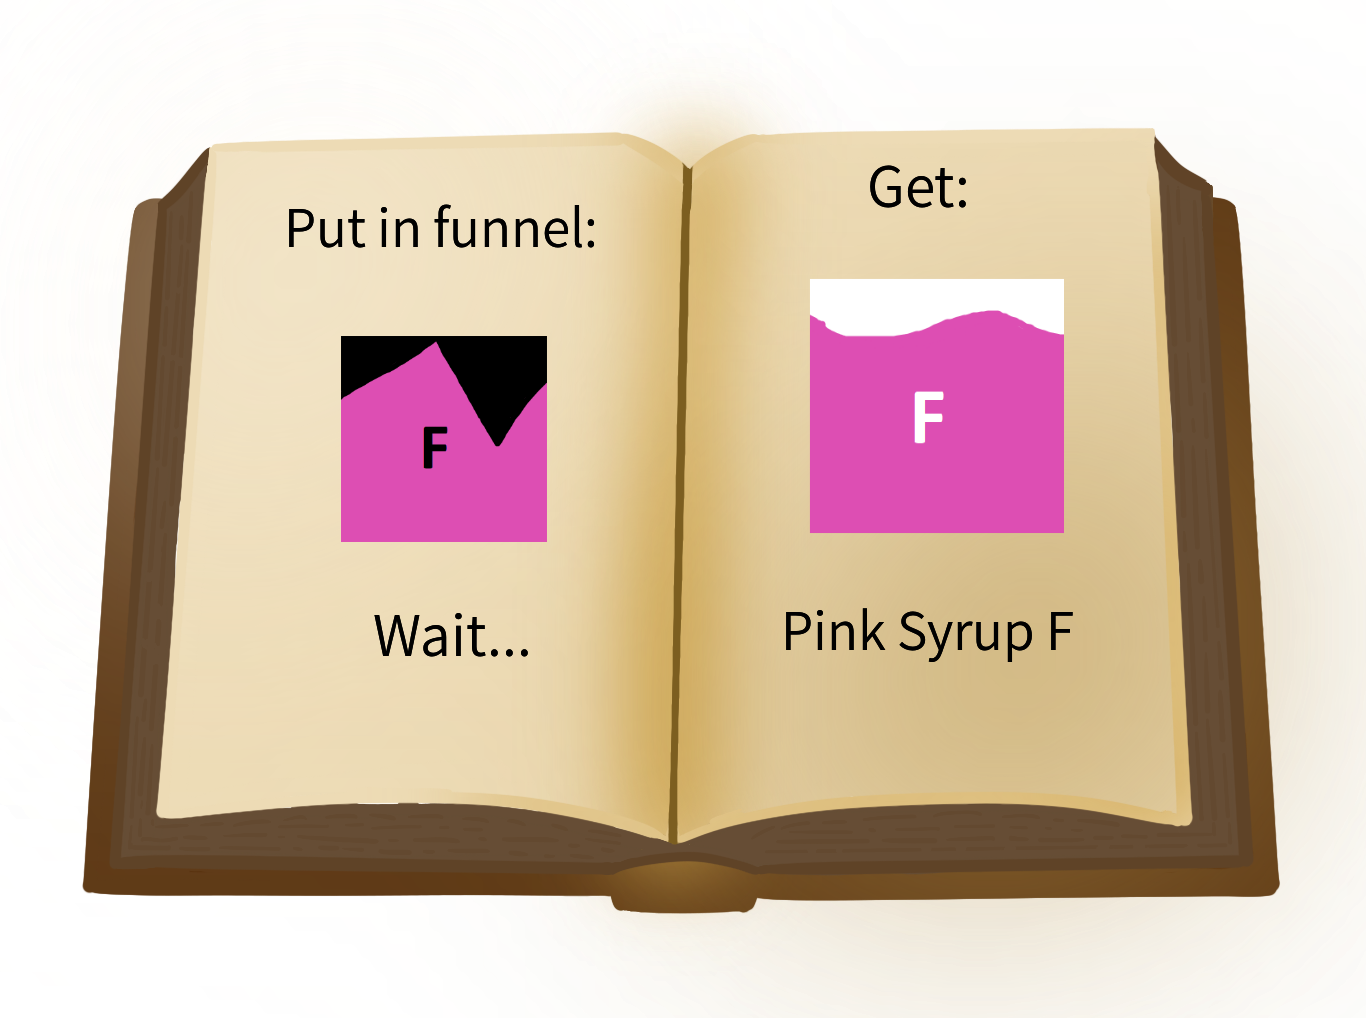 Put in funnel:
F
Wait...
Get:
F
Pink Syrup F